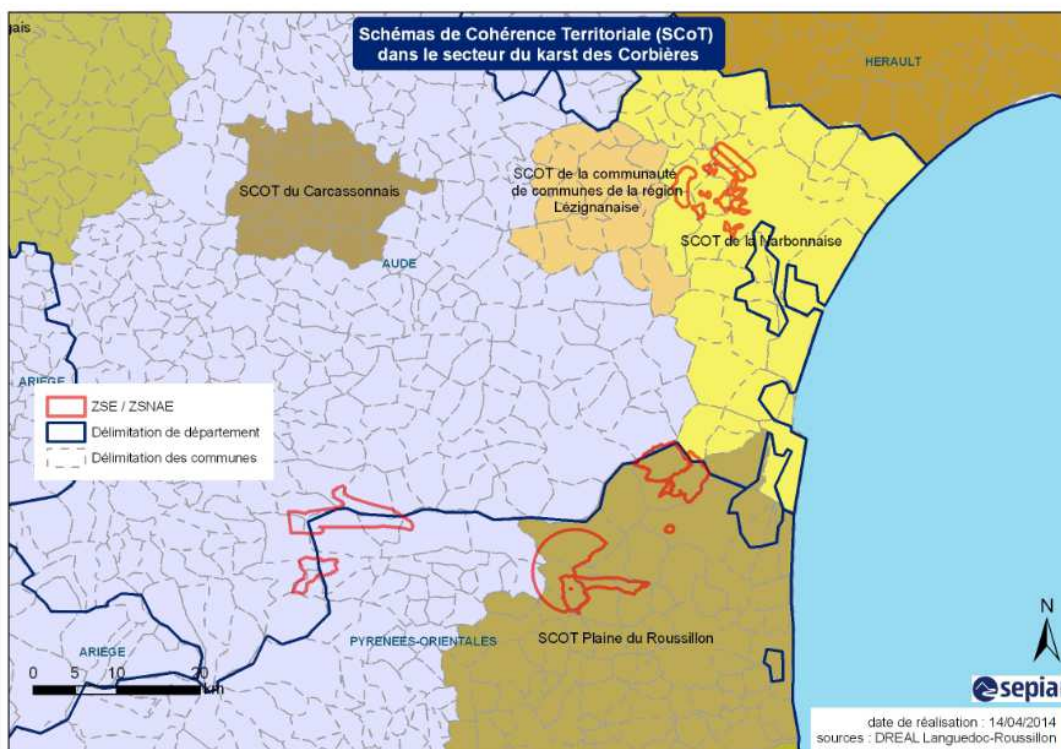 gais
Schémas de Cohérence Territoriale (SCoT)
dans le secteur du karst des Corbières
HERAULT
SCOT du Carcassonnais
SCOT de la communauté
de communes de la région
Lézignanaise
SCOT de la Narbonnaise
AUDE
ARIEGE
ZSE / ZSNAE
Délimitation de département
Délimitation des communes
SCOT Plaine du Roussillon
PYRENEES-ORIENTALES
ARIEGE
0 5 10 20
km
N
sepia
date de réalisation : 14/04/2014
sources : DREAL Languedoc-Roussillon